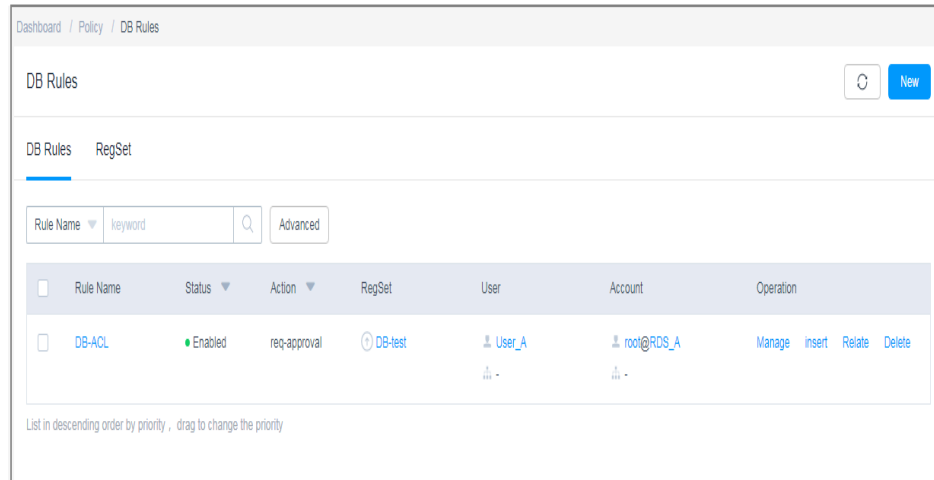 Dashboard / Policy / DB Rules
DB Rules
New
DB Rules RegSet
Rule Name keyword Advanced
Rule Name Status Action RegSet User Account Operation
DB-ACL Enabled req-approval DB-test User_A root@RDS_A Manage insert Relate Delete
- -
List in descending order by priority , drag to change the priority